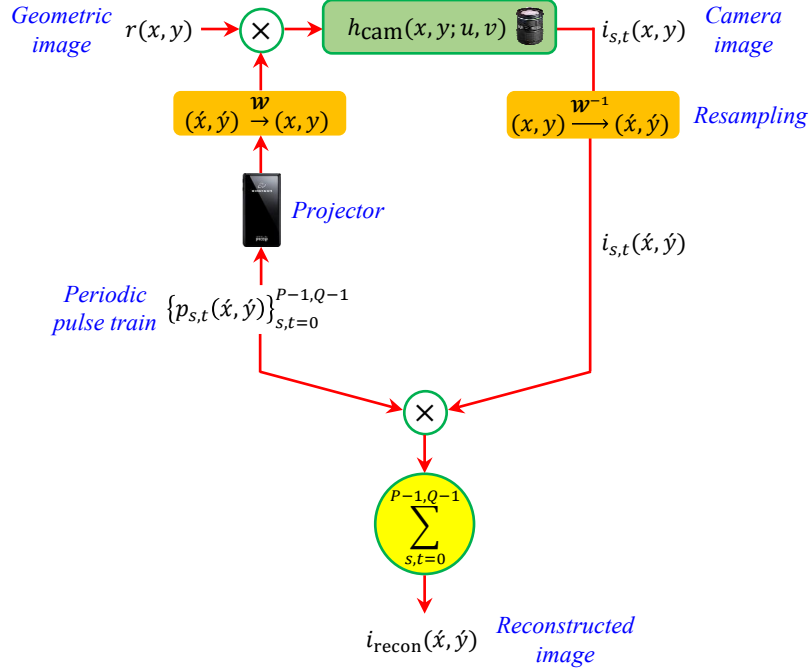 Geometric image
r(x, y)
×
h_cam(x, y; u, v)
i_{s,t}(x, y)
Camera image
𝒲
(x́, ý) → (x, y)
𝒲⁻¹
(x, y) → (x́, ý)
Resampling
Projector
i_{s,t}(x́, ý)
Periodic pulse train
{p_{s,t}(x́, ý)}_{s,t=0}^{P−1,Q−1}
×
P−1,Q−1
∑
s,t=0
i_recon(x́, ý)
Reconstructed image